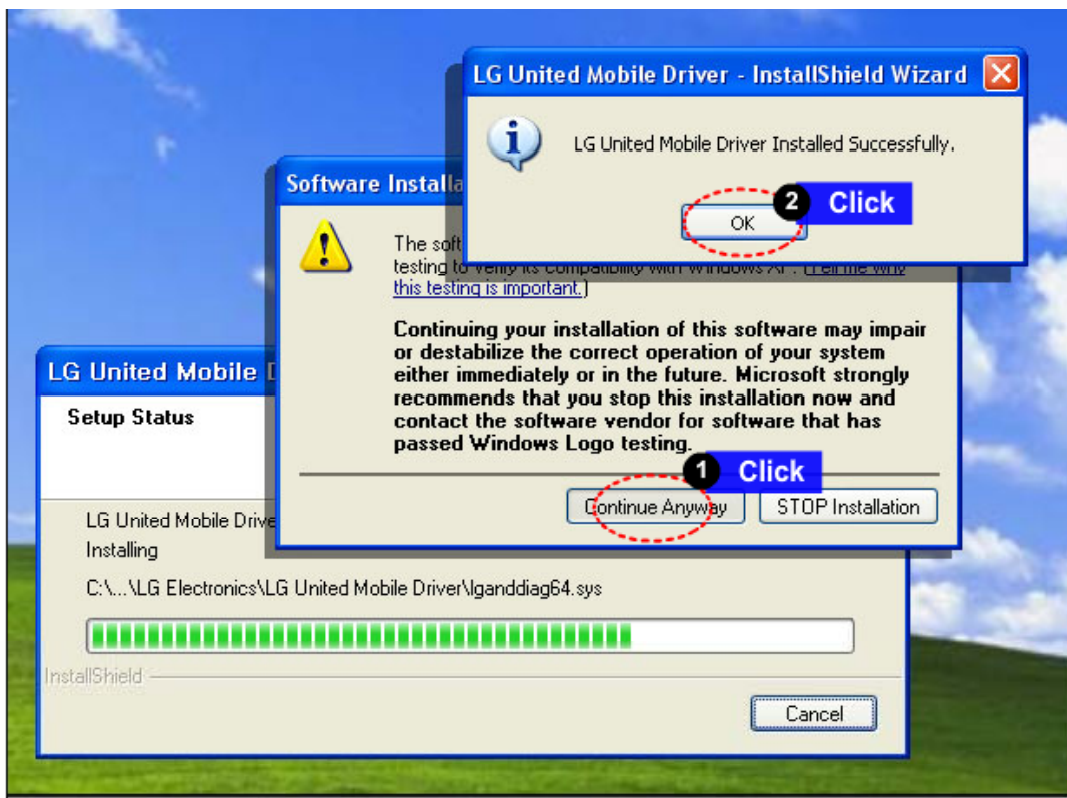 LG United Mobile Driver - InstallShield Wizard
LG United Mobile Driver Installed Successfully.
OK
2 Click
Software Installa
The soft
testing to verify its compatibility with Windows XP. (Tell me why
this testing is important.)
Continuing your installation of this software may impair
or destabilize the correct operation of your system
either immediately or in the future. Microsoft strongly
recommends that you stop this installation now and
contact the software vendor for software that has
passed Windows Logo testing.
1 Click
Continue Anyway
STOP Installation
LG United Mobile D
Setup Status
LG United Mobile Drive
Installing
C:\...\LG Electronics\LG United Mobile Driver\lganddiag64.sys
InstallShield
Cancel